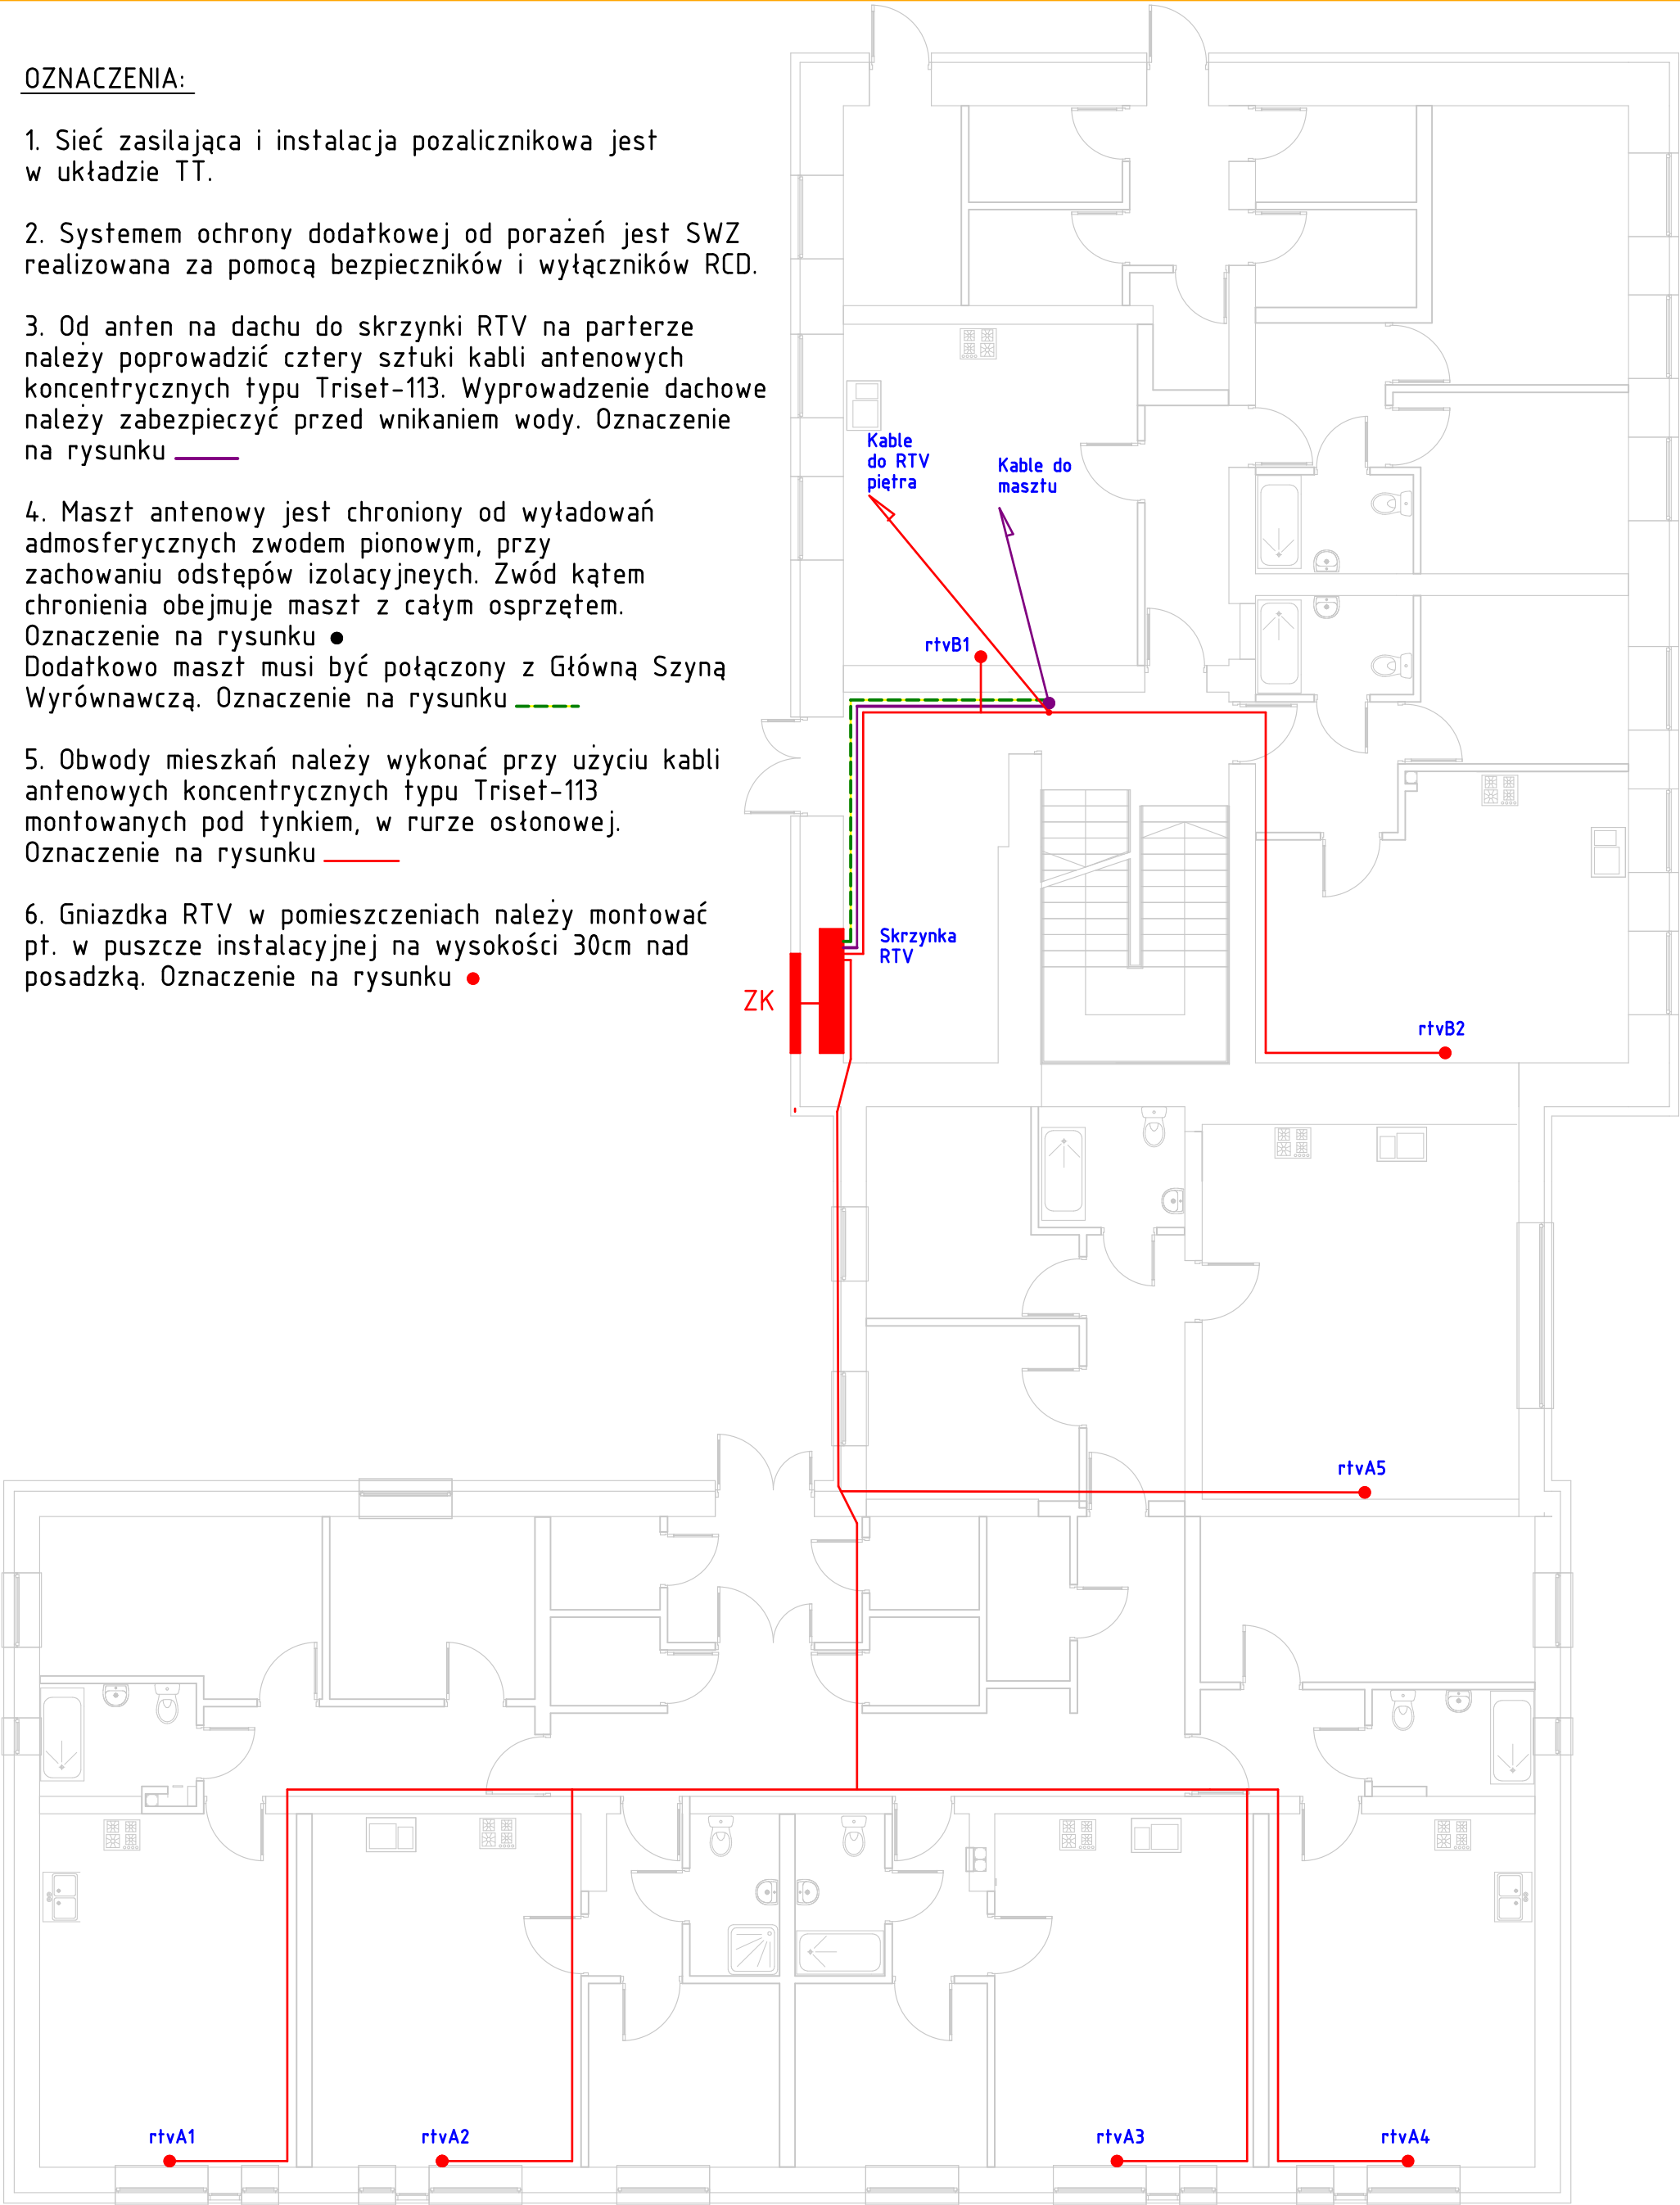 OZNACZENIA:
1. Sieć zasilająca i instalacja pozalicznikowa jest
w układzie TT.
2. Systemem ochrony dodatkowej od porażeń jest SWZ
realizowana za pomocą bezpieczników i wyłączników RCD.
3. Od anten na dachu do skrzynki RTV na parterze
należy poprowadzić cztery sztuki kabli antenowych
koncentrycznych typu Triset-113. Wyprowadzenie dachowe
należy zabezpieczyć przed wnikaniem wody. Oznaczenie
na rysunku
4. Maszt antenowy jest chroniony od wyładowań
admosferycznych zwodem pionowym, przy
zachowaniu odstępów izolacyjneych. Zwód kątem
chronienia obejmuje maszt z całym osprzętem.
Oznaczenie na rysunku
Dodatkowo maszt musi być połączony z Główną Szyną
Wyrównawczą. Oznaczenie na rysunku
5. Obwody mieszkań należy wykonać przy użyciu kabli
antenowych koncentrycznych typu Triset-113
montowanych pod tynkiem, w rurze osłonowej.
Oznaczenie na rysunku
6. Gniazdka RTV w pomieszczeniach należy montować
pt. w puszcze instalacyjnej na wysokości 30cm nad
posadzką. Oznaczenie na rysunku
Kable
do RTV
piętra
Kable do
masztu
rtvB1
Skrzynka
RTV
ZK
rtvB2
rtvA5
rtvA1
rtvA2
rtvA3
rtvA4